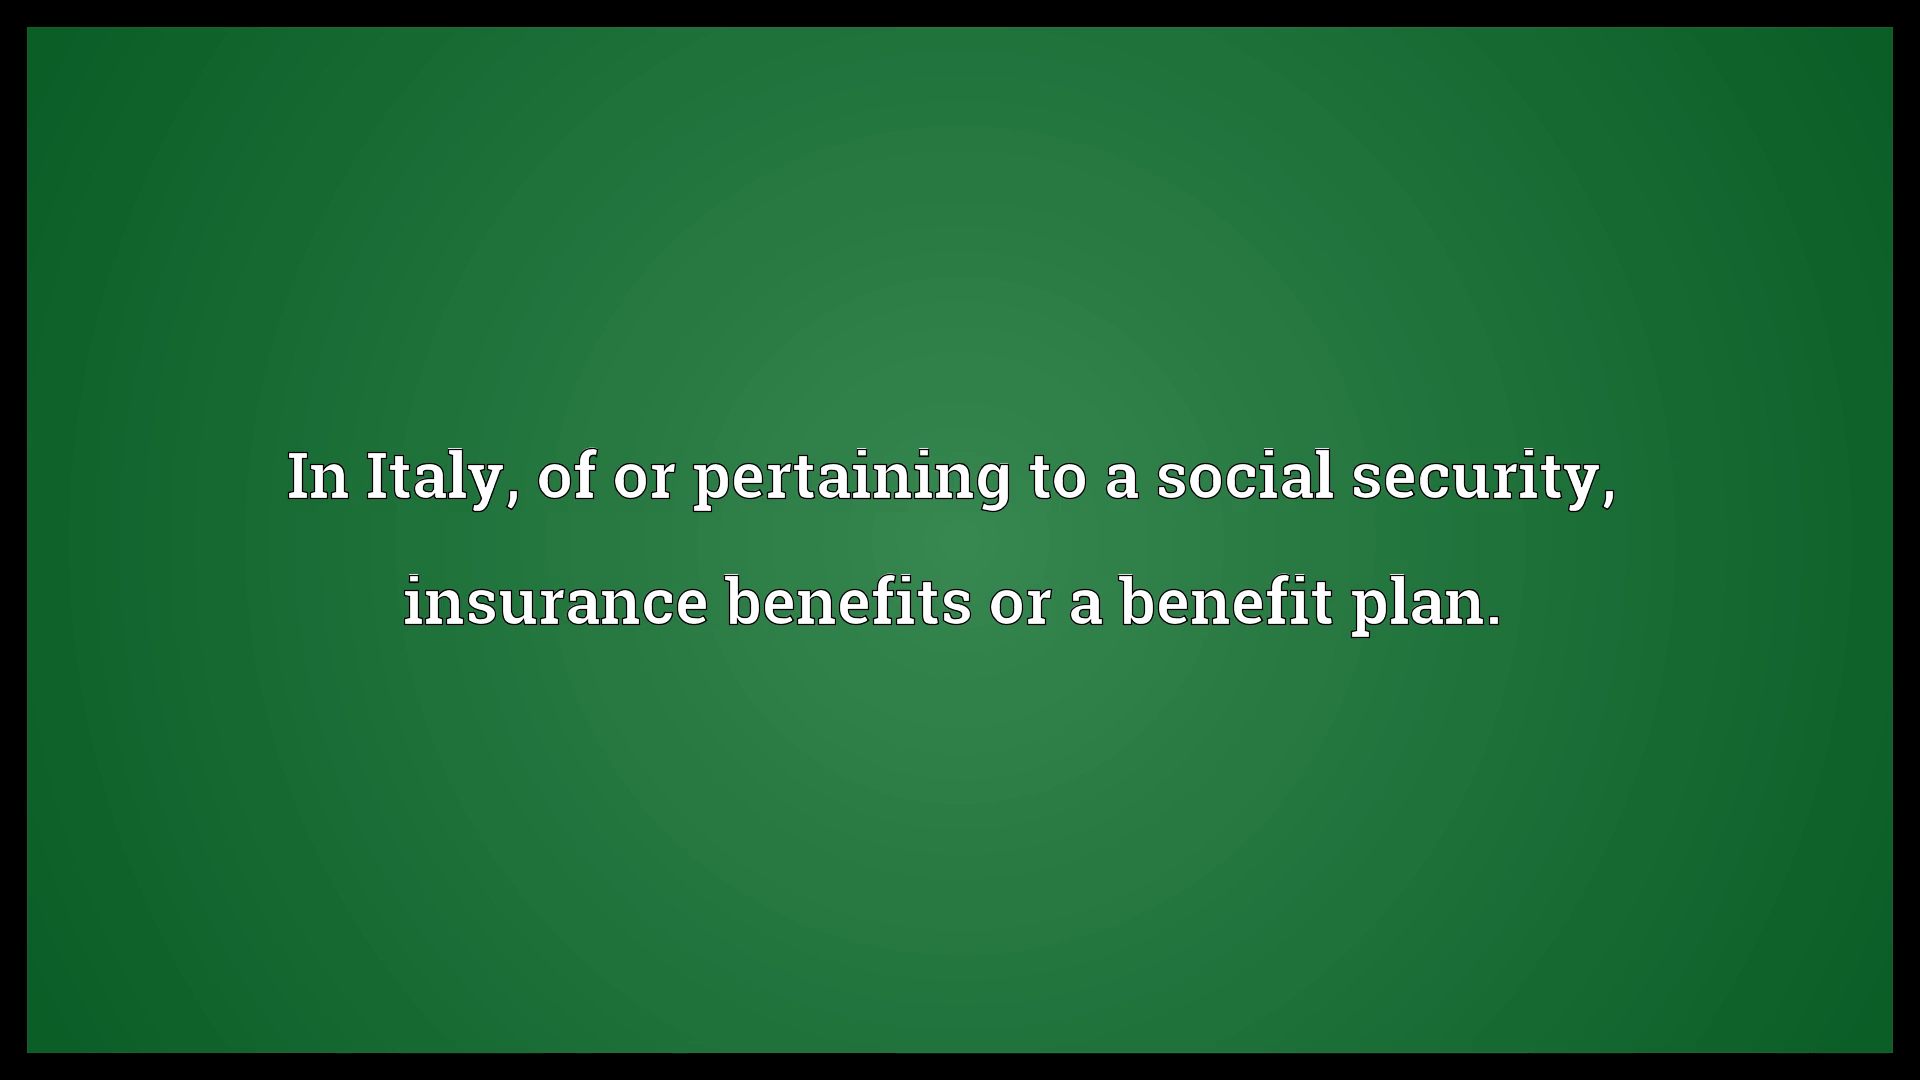 In Italy, of or pertaining to a social security,
insurance benefits or a benefit plan.